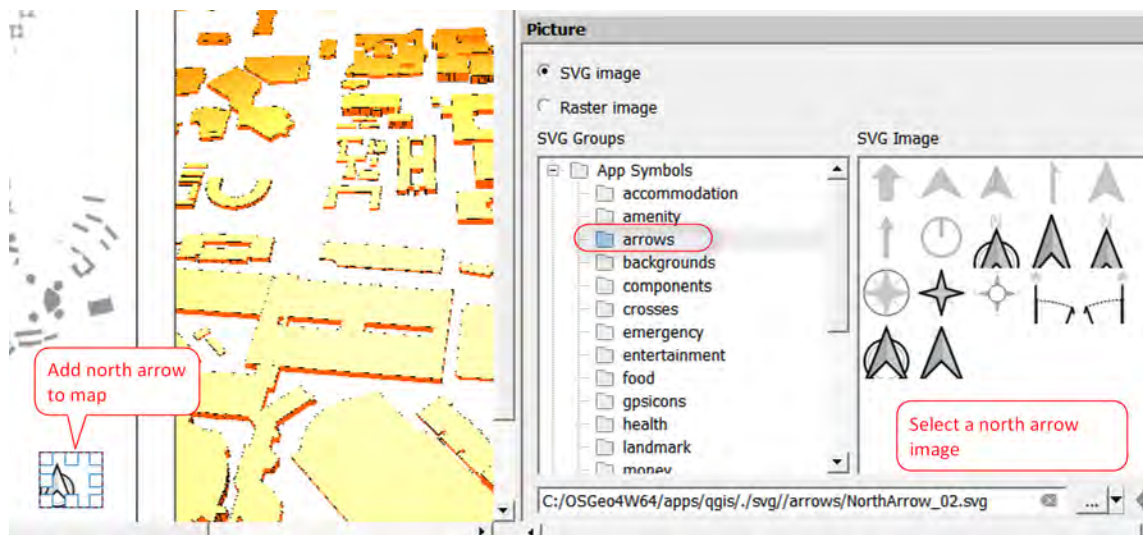 Picture
SVG image
Raster image
SVG Groups
SVG Image
App Symbols
accommodation
amenity
arrows
backgrounds
components
crosses
emergency
entertainment
food
gpsicons
health
landmark
money
C:/OSGeo4W64/apps/qgis/./svg//arrows/NorthArrow_02.svg
...
Add north arrow
to map
Select a north arrow
image
N
N